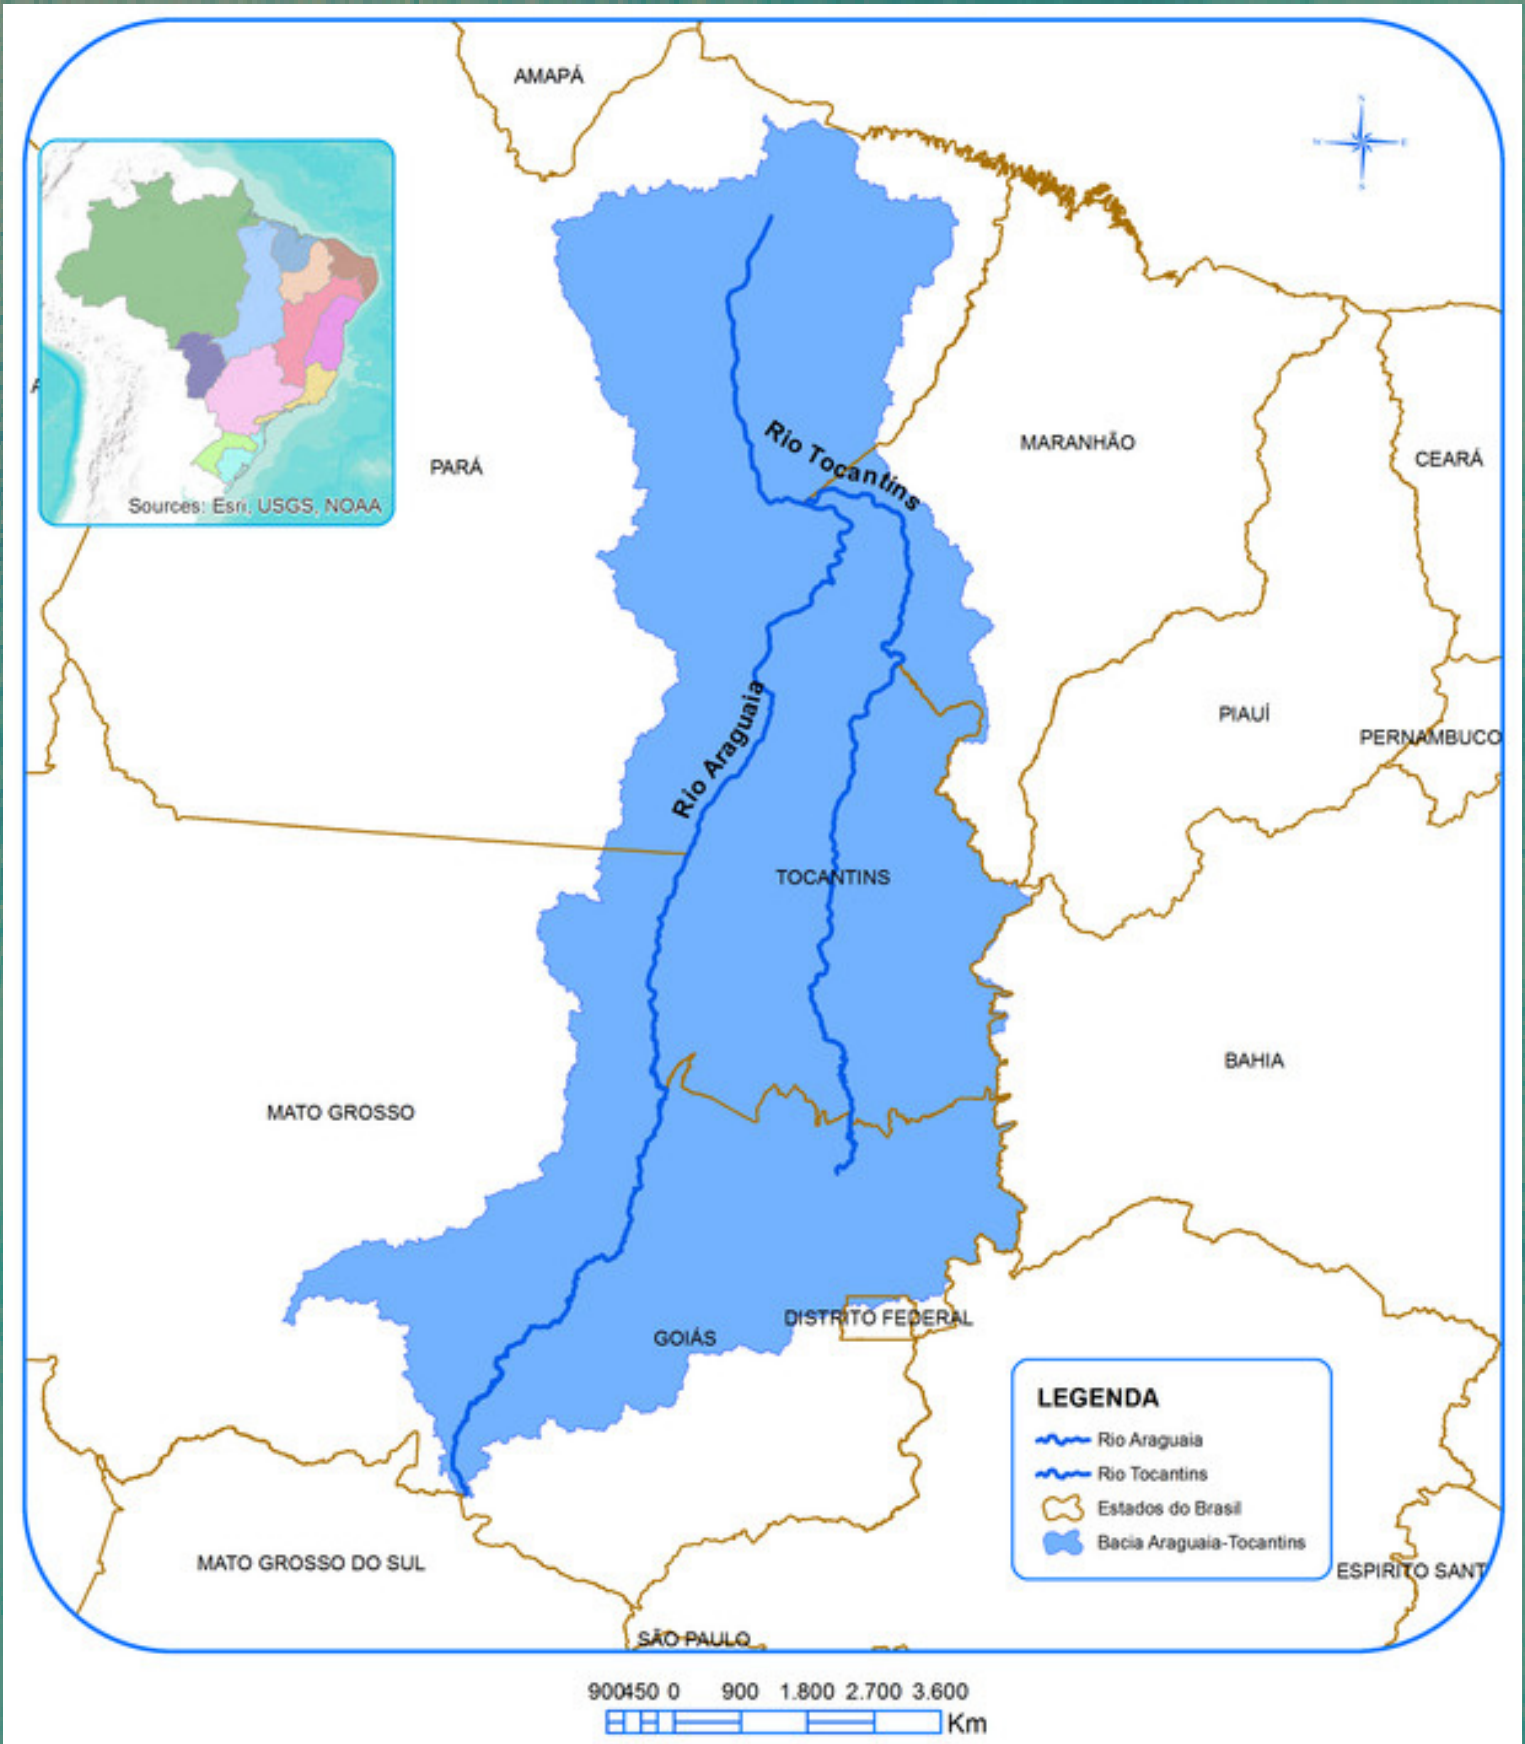 AMAPÁ
N
W
E
S
Sources: Esri, USGS, NOAA
A
PARÁ
Rio Tocantins
MARANHÃO
CEARÁ
Rio Araguaia
PIAUÍ
PERNAMBUCO
TOCANTINS
BAHIA
MATO GROSSO
DISTRITO FEDERAL
GOIÁS
LEGENDA
Rio Araguaia
Rio Tocantins
Estados do Brasil
Bacia Araguaia-Tocantins
MATO GROSSO DO SUL
ESPIRITO SANT
SÃO PAULO
900450 0 900 1.800 2.700 3.600
Km